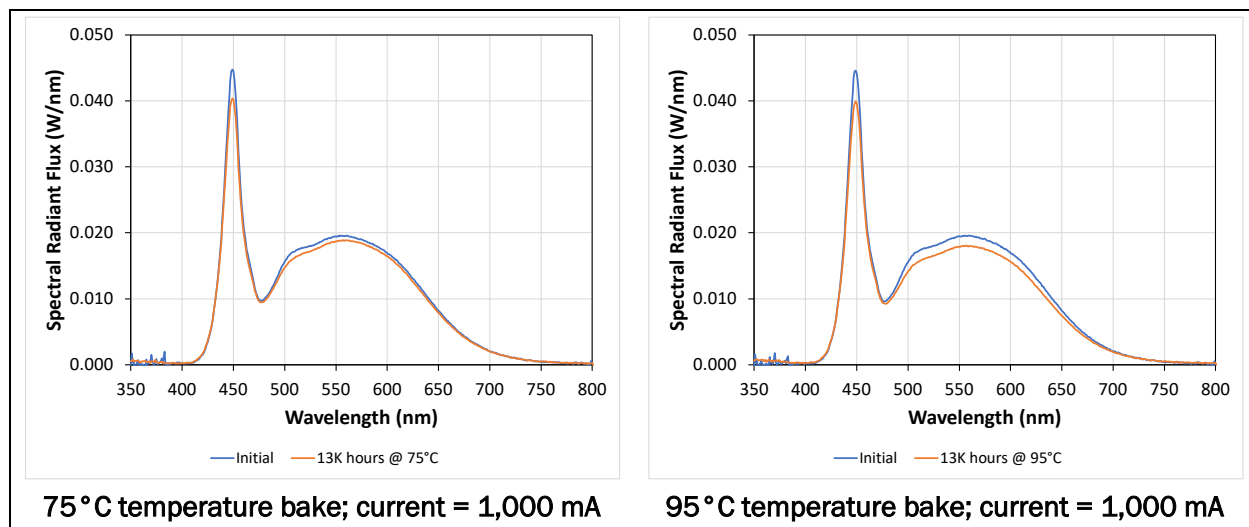 0.050
0.040
0.030
0.020
0.010
0.000
Spectral Radiant Flux (W/nm)
350 400 450 500 550 600 650 700 750 800
Wavelength (nm)
Initial 13K hours @ 75°C
75°C temperature bake; current = 1,000 mA
0.050
0.040
0.030
0.020
0.010
0.000
Spectral Radiant Flux (W/nm)
350 400 450 500 550 600 650 700 750 800
Wavelength (nm)
Initial 13K hours @ 95°C
95°C temperature bake; current = 1,000 mA